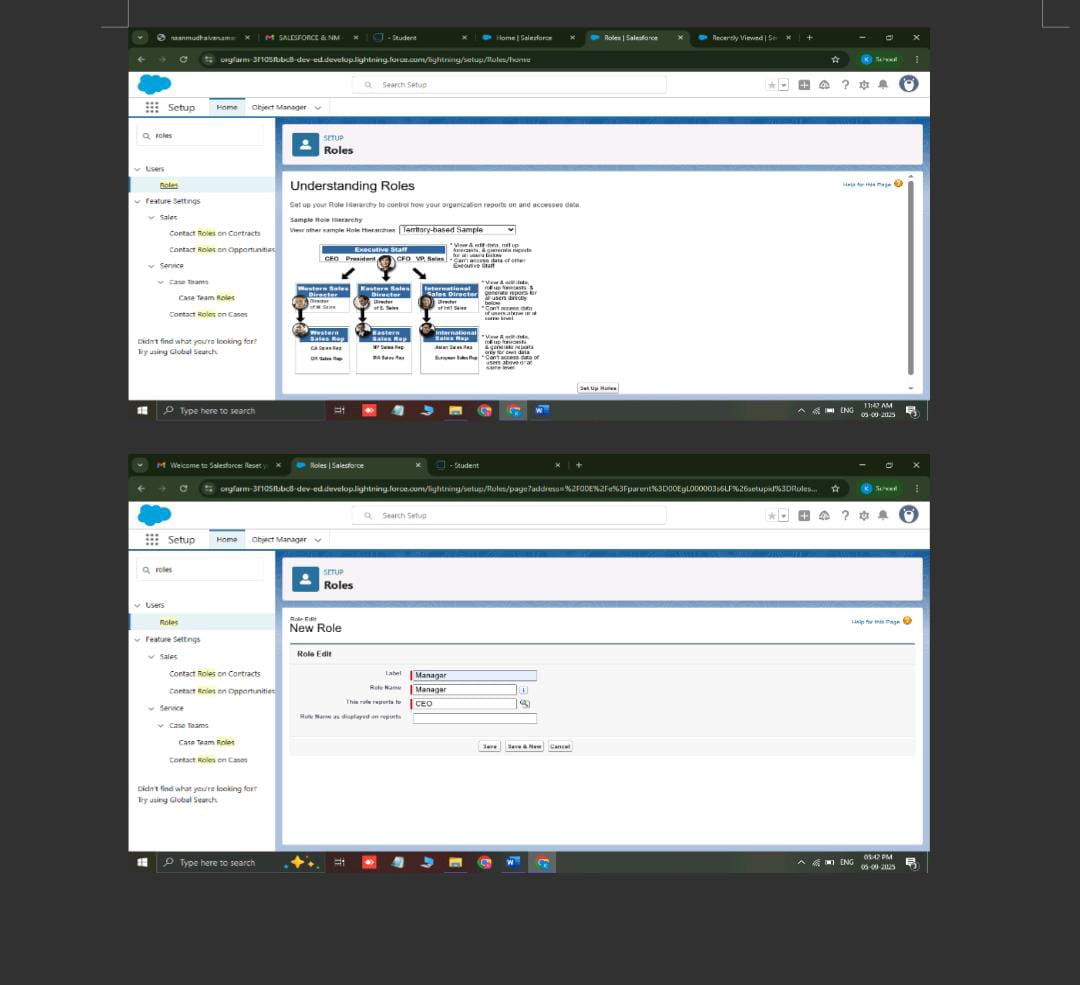 naanmudhalvan.sma
SALESFORCE & NM -
- Student
Home | Salesforce
Roles | Salesforce
Recently Viewed | Sa
orgfarm-3f105fbbc8-dev-ed.develop.lightning.force.com/lightning/setup/Roles/home
School
Search Setup
Setup
Home
Object Manager
roles
SETUP
Roles
Users
Roles
Feature Settings
Sales
Contact Roles on Contracts
Contact Roles on Opportunities
Service
Case Teams
Case Team Roles
Contact Roles on Cases
Didn't find what you're looking for?
Try using Global Search.
Understanding Roles
Help for this Page
Set up your Role Hierarchy to control how your organization reports on and accesses data.
Sample Role Hierarchy
View other sample Role Hierarchies: Territory-based Sample
Executive Staff
CEO President CFO VP, Sales
* View & edit data, roll up
forecasts, & generate reports
for all users below
* Can't access data of other
Executive Staff
Western Sales
Director
Director
of W. Sales
Eastern Sales
Director
Director
of E. Sales
International
Sales Director
Director
of Int'l Sales
* View & edit data,
roll up forecasts, &
generate reports for
all users directly
below
* Can't access data
of users above or at
same level
Western
Sales Rep
CA Sales Rep
OR Sales Rep
Eastern
Sales Rep
NY Sales Rep
MA Sales Rep
International
Sales Rep
Asian Sales Rep
European Sales Rep
* View & edit data,
roll up forecasts,
& generate reports
only for own data
* Can't access data of
users above or at
same level
Set Up Roles
Type here to search
ENG
11:42 AM
05-09-2025
Welcome to Salesforce: Reset y
Roles | Salesforce
- Student
orgfarm-3f105fbbc8-dev-ed.develop.lightning.force.com/lightning/setup/Roles/page?address=%2F00E%2Fe%3Fparent%3D00EgL000003s6LF%26setupid%3DRoles...
School
Search Setup
Setup
Home
Object Manager
roles
SETUP
Roles
Users
Roles
Feature Settings
Sales
Contact Roles on Contracts
Contact Roles on Opportunities
Service
Case Teams
Case Team Roles
Contact Roles on Cases
Didn't find what you're looking for?
Try using Global Search.
Role Edit
New Role
Help for this Page
Role Edit
Label Manager
Role Name Manager
This role reports to CEO
Role Name as displayed on reports
Save Save & New Cancel
Type here to search
ENG
03:42 PM
05-09-2025